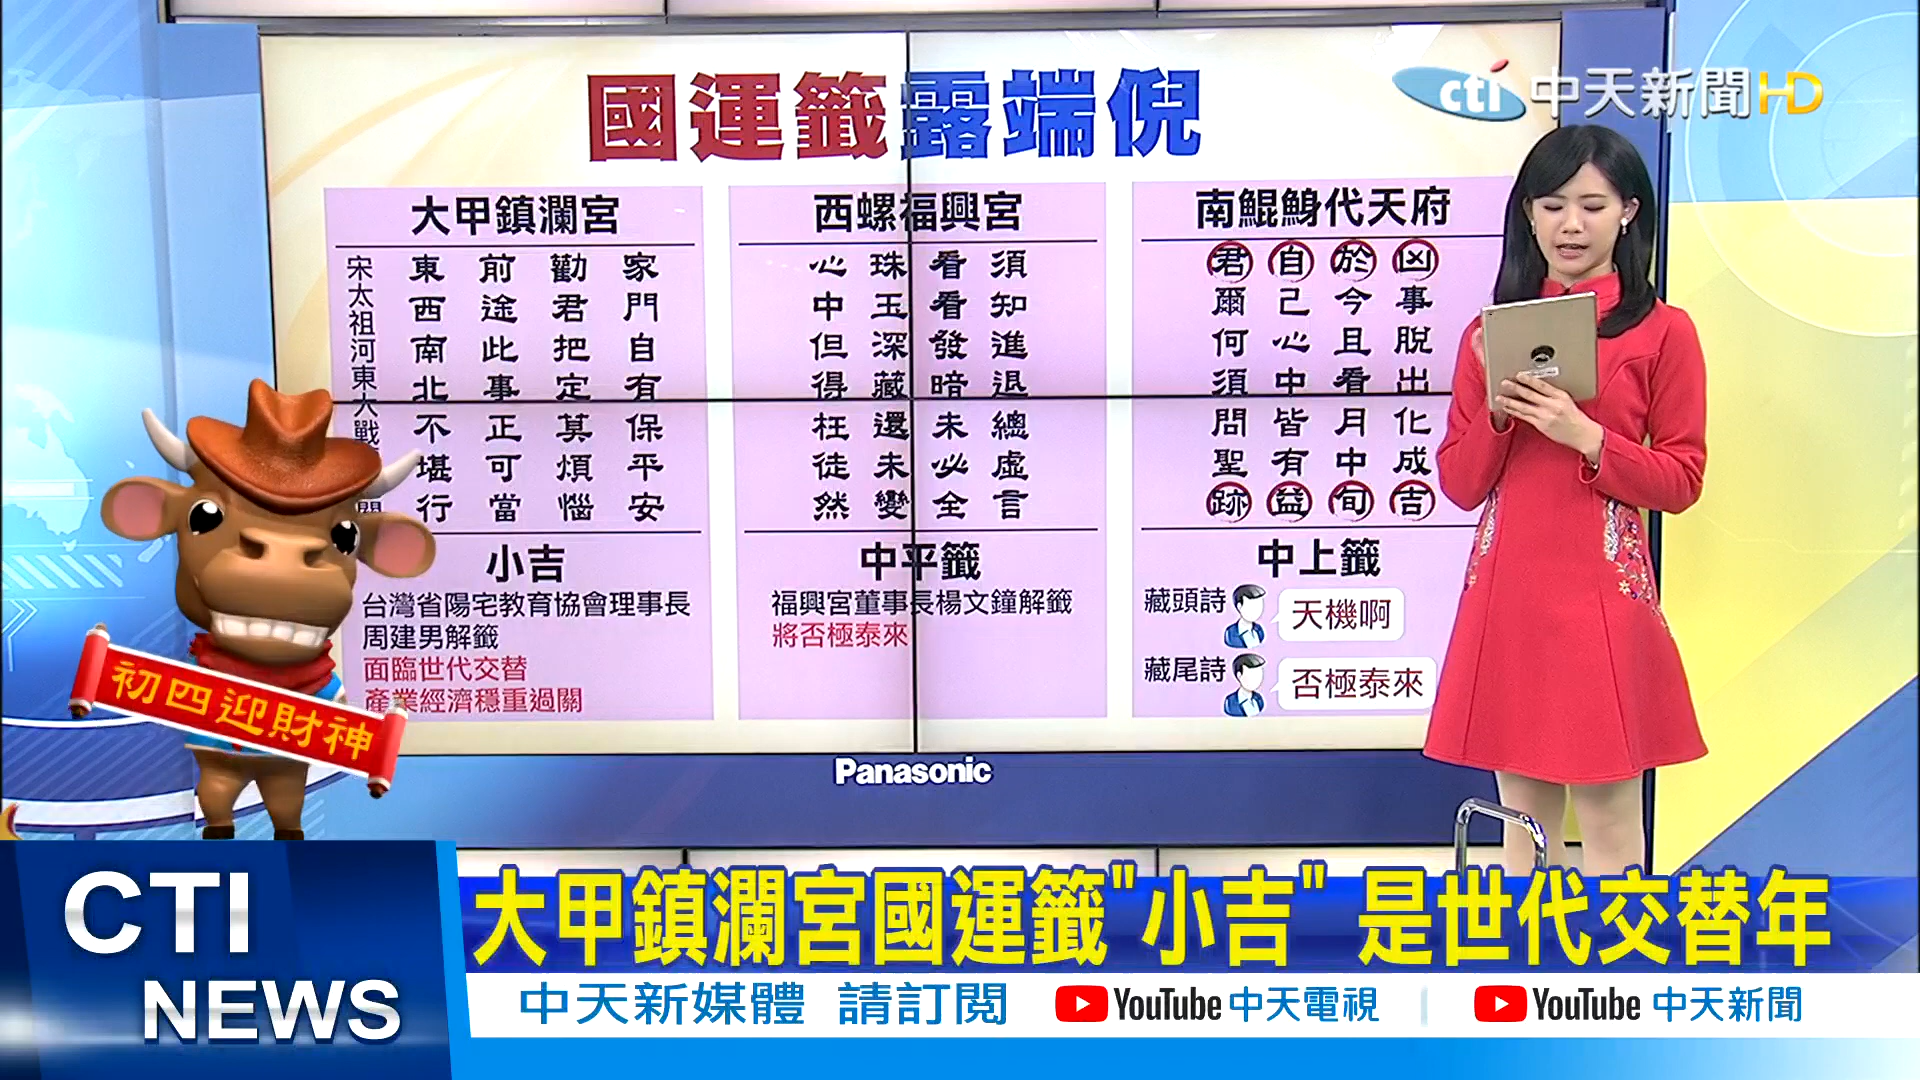 cti 中天新聞HD
國運籤露端倪
大甲鎮瀾宮
家門自有保平安
勸君把定莫煩惱
前途此事正可當
東西南北不堪行
宋太祖河東大戰
小吉
台灣省陽宅教育協會理事長
周建男解籤
面臨世代交替
產業經濟穩重過關
西螺福興宮
須知進退總虛言
看看發暗未必全
珠玉深藏還未變
心中但得枉徒然
中平籤
福興宮董事長楊文鐘解籤
將否極泰來
南鯤鯓代天府
凶事脫出化成吉
於今且看月中旬
自己心中皆有益
君爾何須問聖跡
中上籤
藏頭詩 天機啊
藏尾詩 否極泰來
初四迎財神
Panasonic
CTI
NEWS
大甲鎮瀾宮國運籤"小吉" 是世代交替年
中天新媒體 請訂閱 YouTube 中天電視 | YouTube 中天新聞